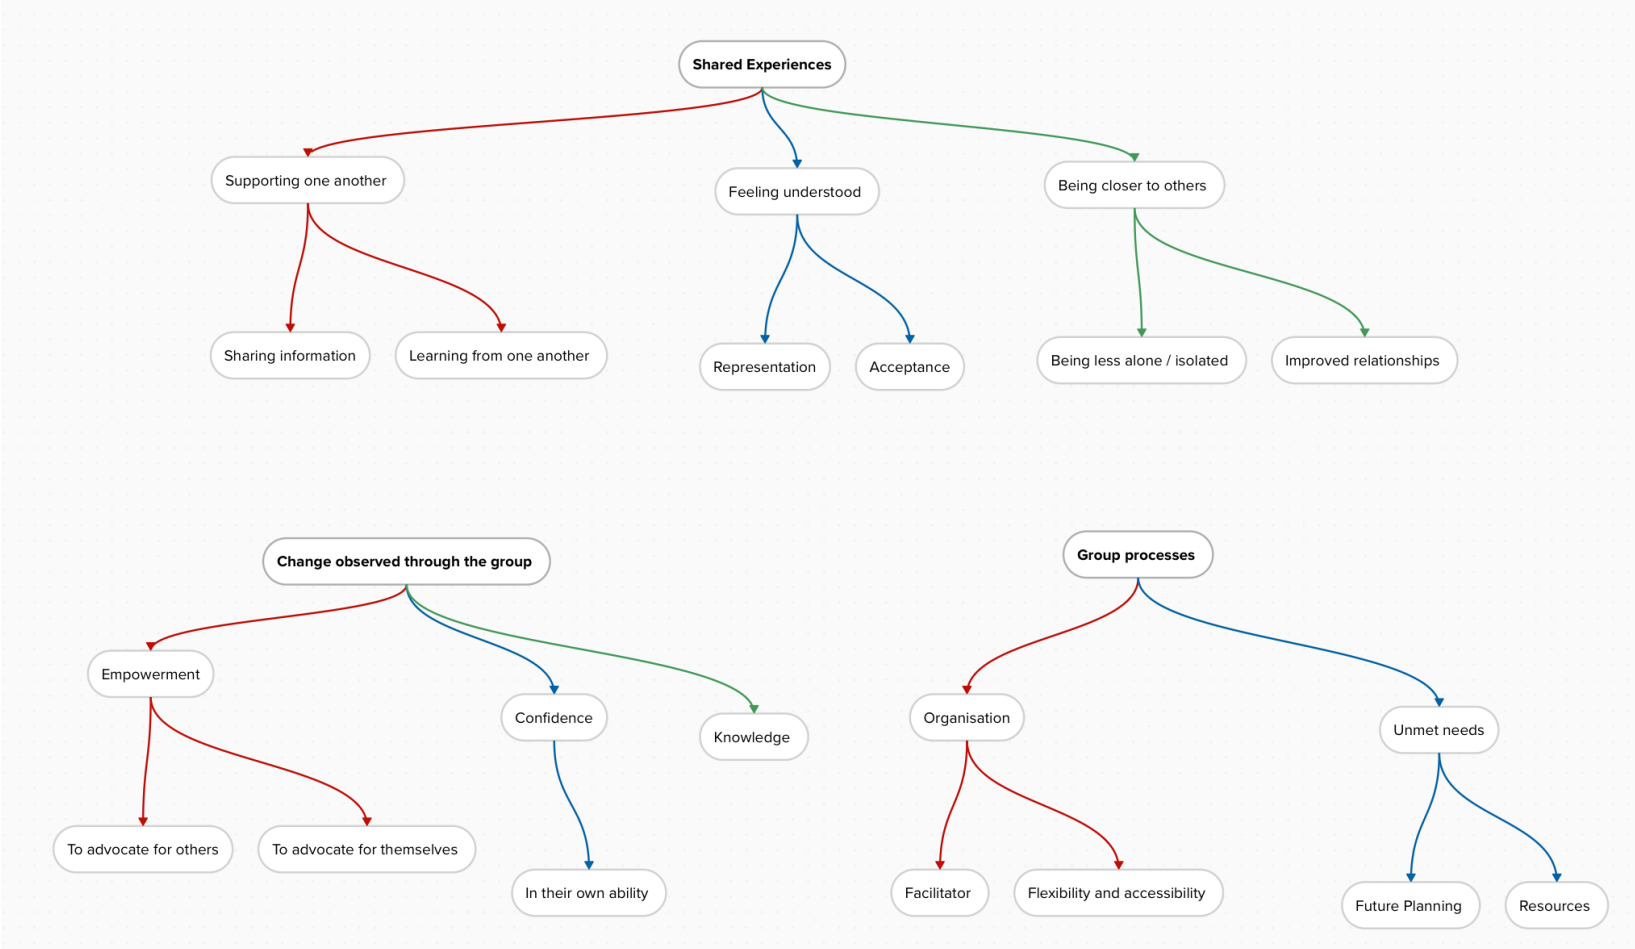 Shared Experiences
Supporting one another
Feeling understood
Being closer to others
Sharing information
Learning from one another
Representation
Acceptance
Being less alone / isolated
Improved relationships
Change observed through the group
Empowerment
Confidence
Knowledge
To advocate for others
To advocate for themselves
In their own ability
Group processes
Organisation
Unmet needs
Facilitator
Flexibility and accessibility
Future Planning
Resources